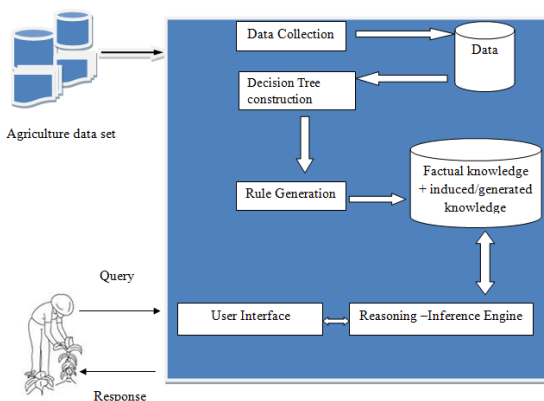 Data Collection
Data
Decision Tree
construction
Agriculture data set
Factual knowledge
+ induced/generated
knowledge
Rule Generation
Query
User Interface
Reasoning –Inference Engine
Response